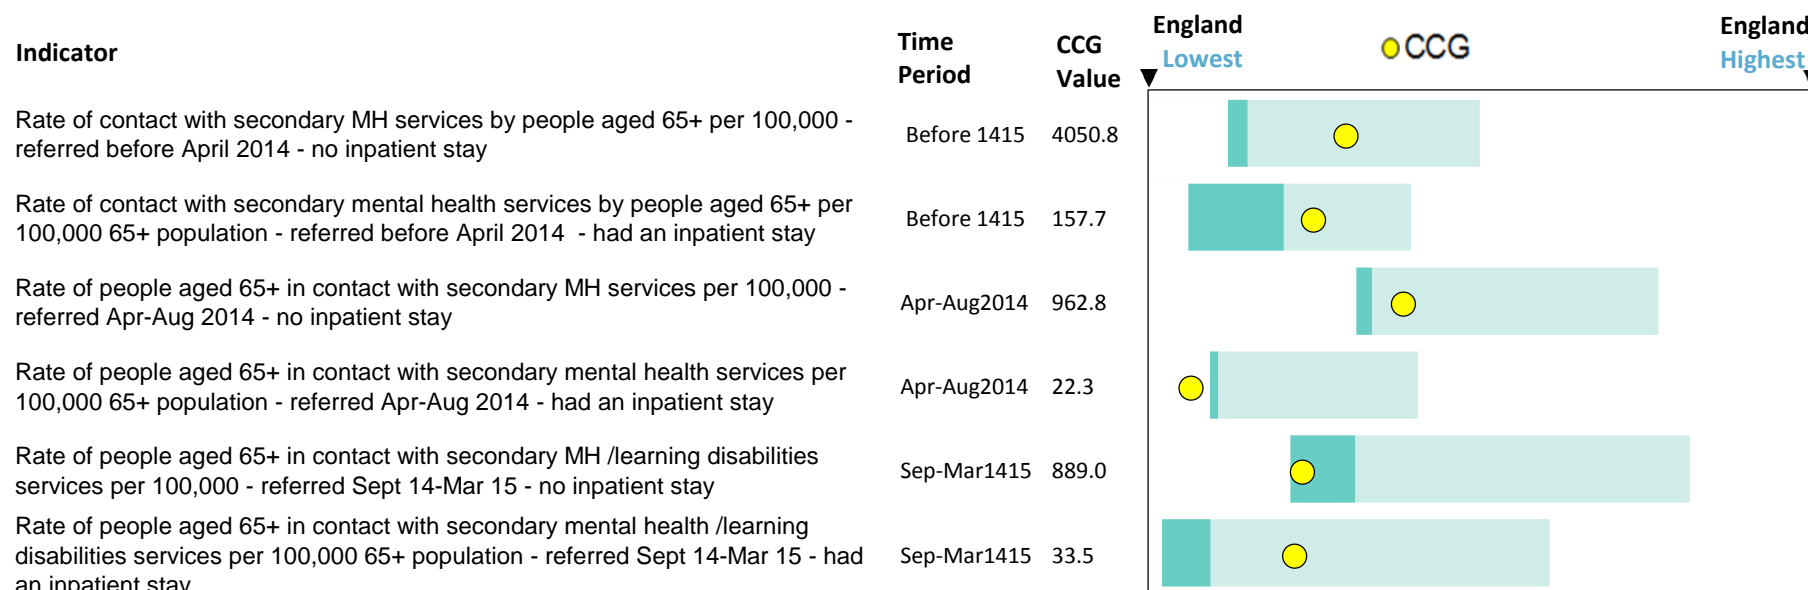 Indicator
Time
Period
CCG
Value
England
Lowest
CCG
England
Highest
Rate of contact with secondary MH services by people aged 65+ per 100,000 -
referred before April 2014 - no inpatient stay
Before 1415 4050.8
Rate of contact with secondary mental health services by people aged 65+ per
100,000 65+ population - referred before April 2014 - had an inpatient stay
Before 1415 157.7
Rate of people aged 65+ in contact with secondary MH services per 100,000 -
referred Apr-Aug 2014 - no inpatient stay
Apr-Aug2014 962.8
Rate of people aged 65+ in contact with secondary mental health services per
100,000 65+ population - referred Apr-Aug 2014 - had an inpatient stay
Apr-Aug2014 22.3
Rate of people aged 65+ in contact with secondary MH /learning disabilities
services per 100,000 - referred Sept 14-Mar 15 - no inpatient stay
Sep-Mar1415 889.0
Rate of people aged 65+ in contact with secondary mental health /learning
disabilities services per 100,000 65+ population - referred Sept 14-Mar 15 - had
an inpatient stay
Sep-Mar1415 33.5